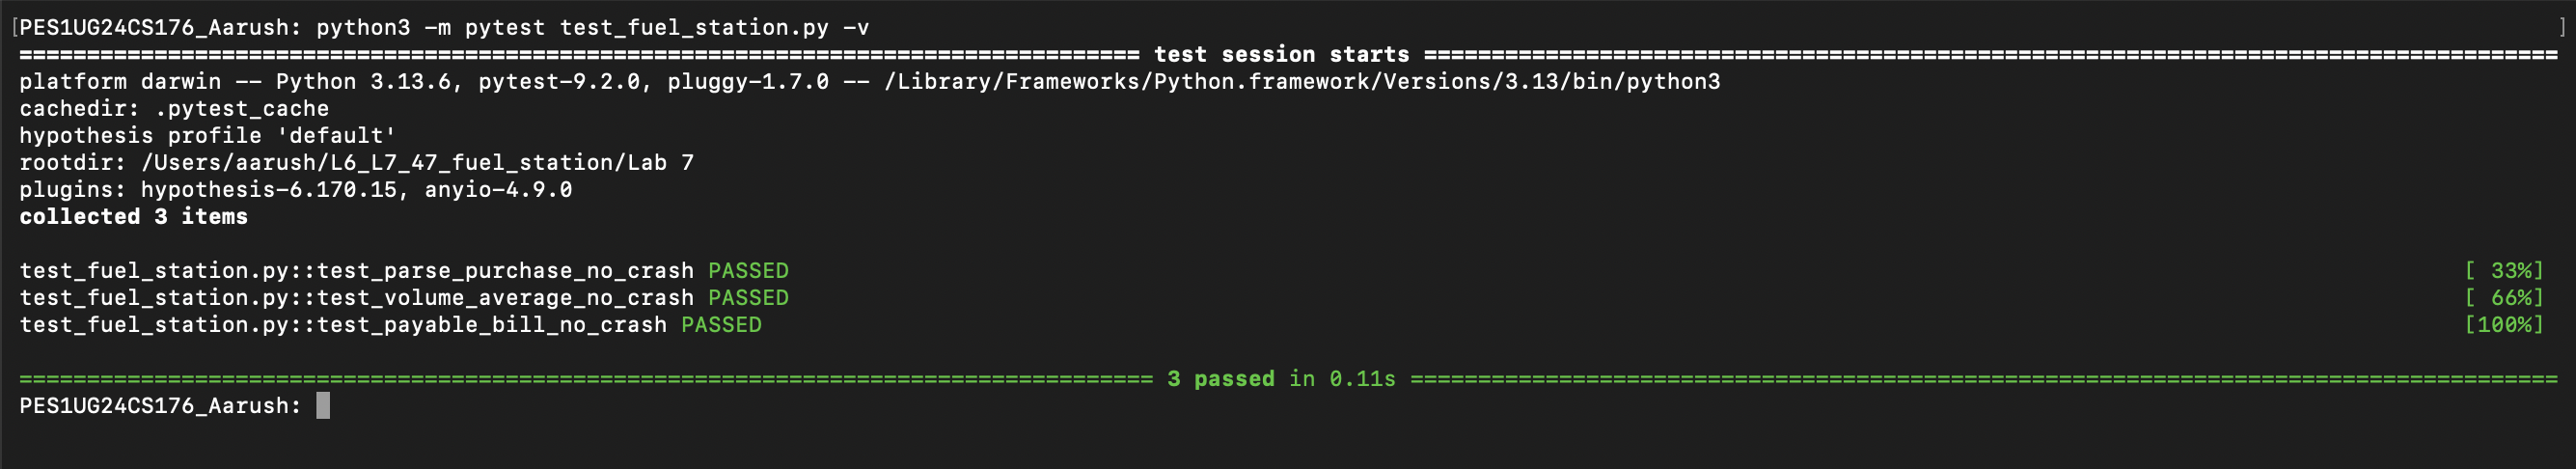 [PES1UG24CS176_Aarush: python3 -m pytest test_fuel_station.py -v ]
=================================================================================== test session starts ====================================================================================
platform darwin -- Python 3.13.6, pytest-9.2.0, pluggy-1.7.0 -- /Library/Frameworks/Python.framework/Versions/3.13/bin/python3
cachedir: .pytest_cache
hypothesis profile 'default'
rootdir: /Users/aarush/L6_L7_47_fuel_station/Lab 7
plugins: hypothesis-6.170.15, anyio-4.9.0
collected 3 items
test_fuel_station.py::test_parse_purchase_no_crash PASSED [ 33%]
test_fuel_station.py::test_volume_average_no_crash PASSED [ 66%]
test_fuel_station.py::test_payable_bill_no_crash PASSED [100%]
==================================================================================== 3 passed in 0.11s =====================================================================================
PES1UG24CS176_Aarush: